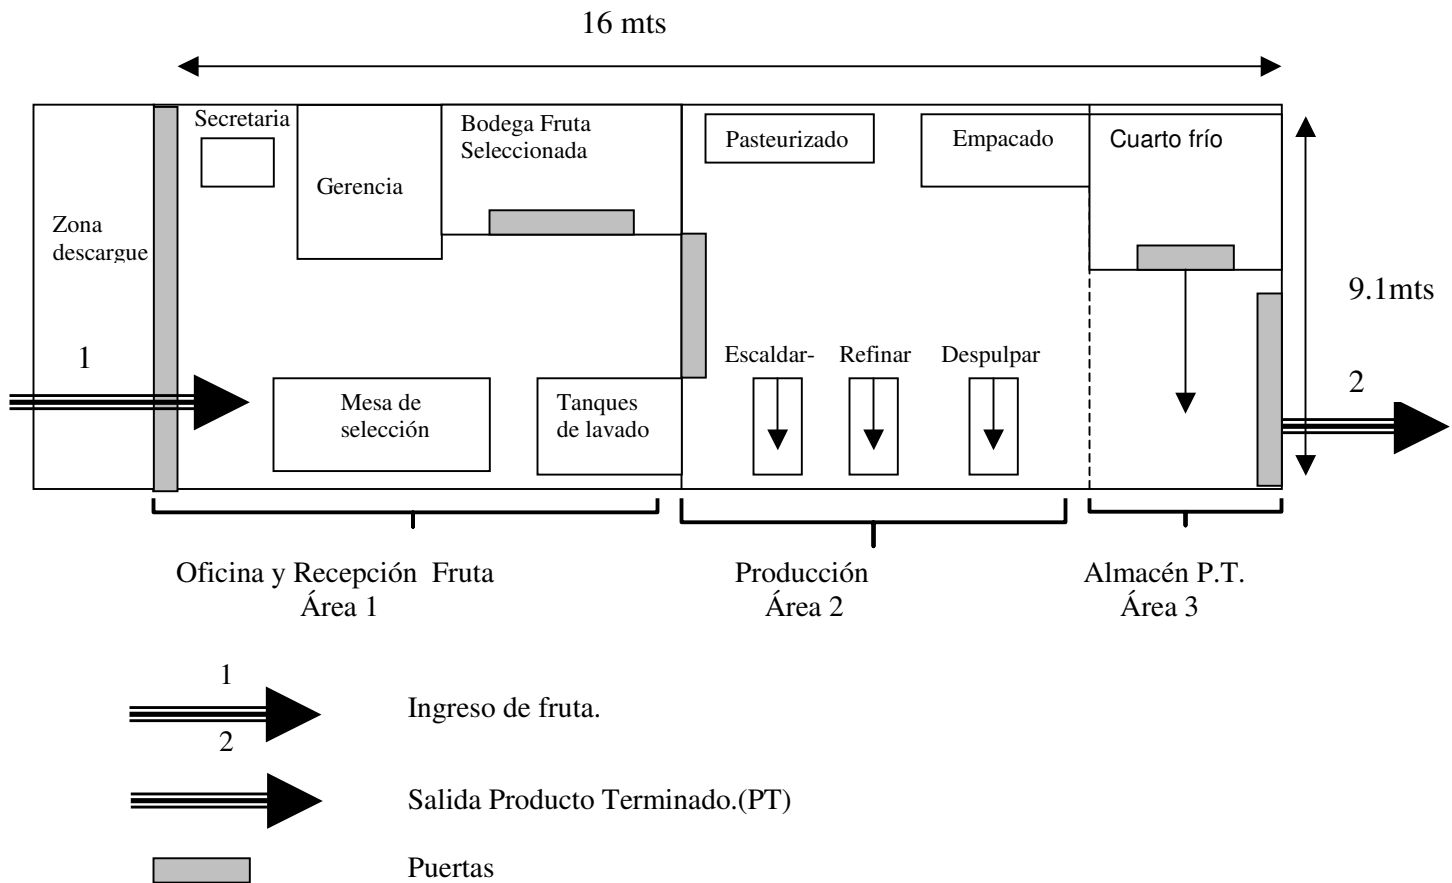 16 mts
Secretaria
Gerencia
Bodega Fruta
Seleccionada
Pasteurizado
Empacado
Cuarto frío
Zona
descargue
9.1mts
1
2
Escaldar-
Refinar
Despulpar
Mesa de
selección
Tanques
de lavado
Oficina y Recepción Fruta
Área 1
Producción
Área 2
Almacén P.T.
Área 3
1
Ingreso de fruta.
2
Salida Producto Terminado.(PT)
Puertas